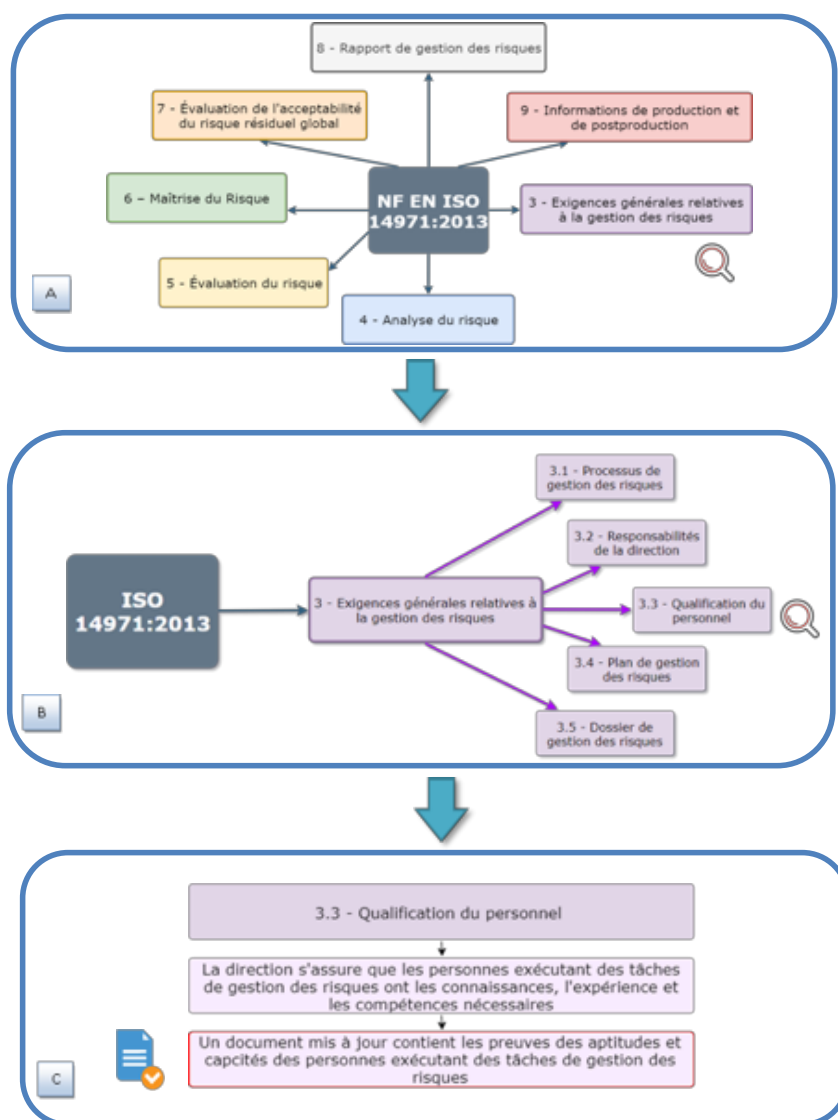 8 - Rapport de gestion des risques
7 - Évaluation de l'acceptabilité
du risque résiduel global
9 - Informations de production et
de postproduction
6 – Maîtrise du Risque
NF EN ISO
14971:2013
3 - Exigences générales relatives
à la gestion des risques
5 - Évaluation du risque
4 - Analyse du risque
A
3.1 - Processus de
gestion des risques
3.2 - Responsabilités
de la direction
ISO
14971:2013
3 - Exigences générales relatives à
la gestion des risques
3.3 - Qualification du
personnel
3.4 - Plan de gestion
des risques
3.5 - Dossier de
gestion des risques
B
3.3 - Qualification du personnel
La direction s'assure que les personnes exécutant des tâches
de gestion des risques ont les connaissances, l'expérience et
les compétences nécessaires
Un document mis à jour contient les preuves des aptitudes et
capcités des personnes exécutant des tâches de gestion des
risques
C